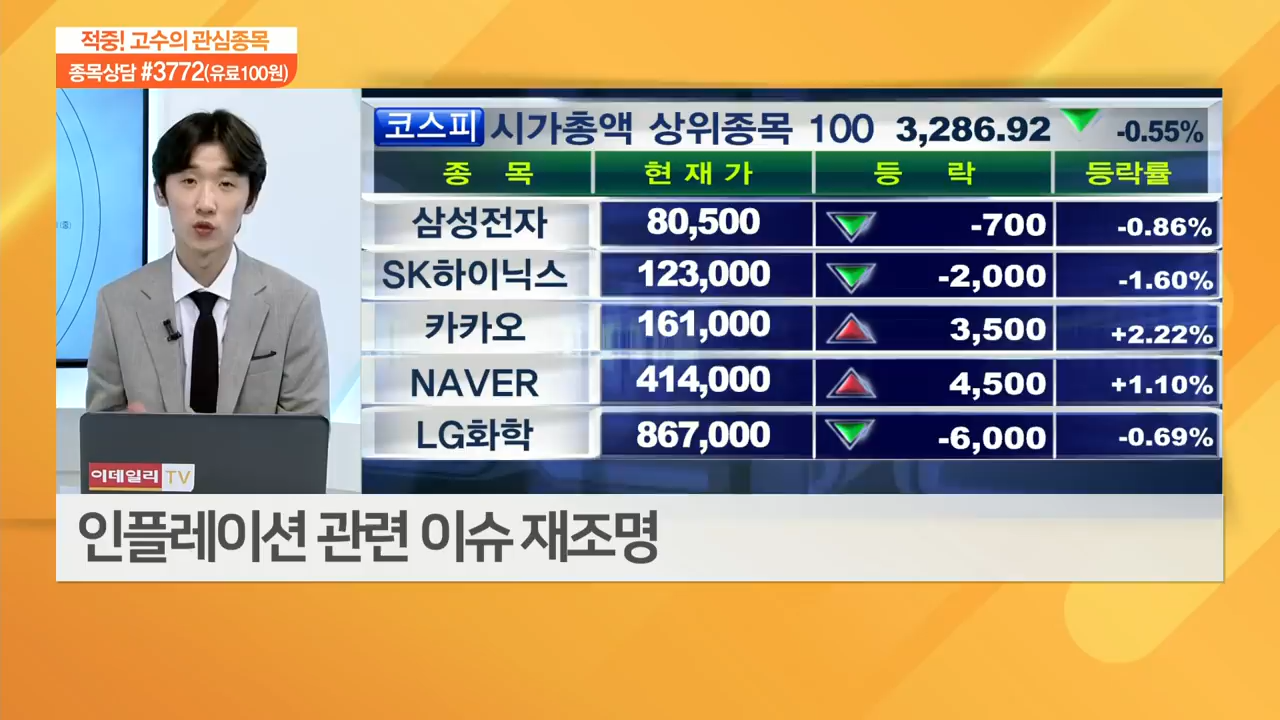 적중! 고수의 관심종목
종목상담 #3772(유료100원)
코스피 시가총액 상위종목 100 3,286.92 -0.55%
종 목 현재가 등 락 등락률
삼성전자 80,500 -700 -0.86%
SK하이닉스 123,000 -2,000 -1.60%
카카오 161,000 3,500 +2.22%
NAVER 414,000 4,500 +1.10%
LG화학 867,000 -6,000 -0.69%
이데일리 TV
인플레이션 관련 이슈 재조명